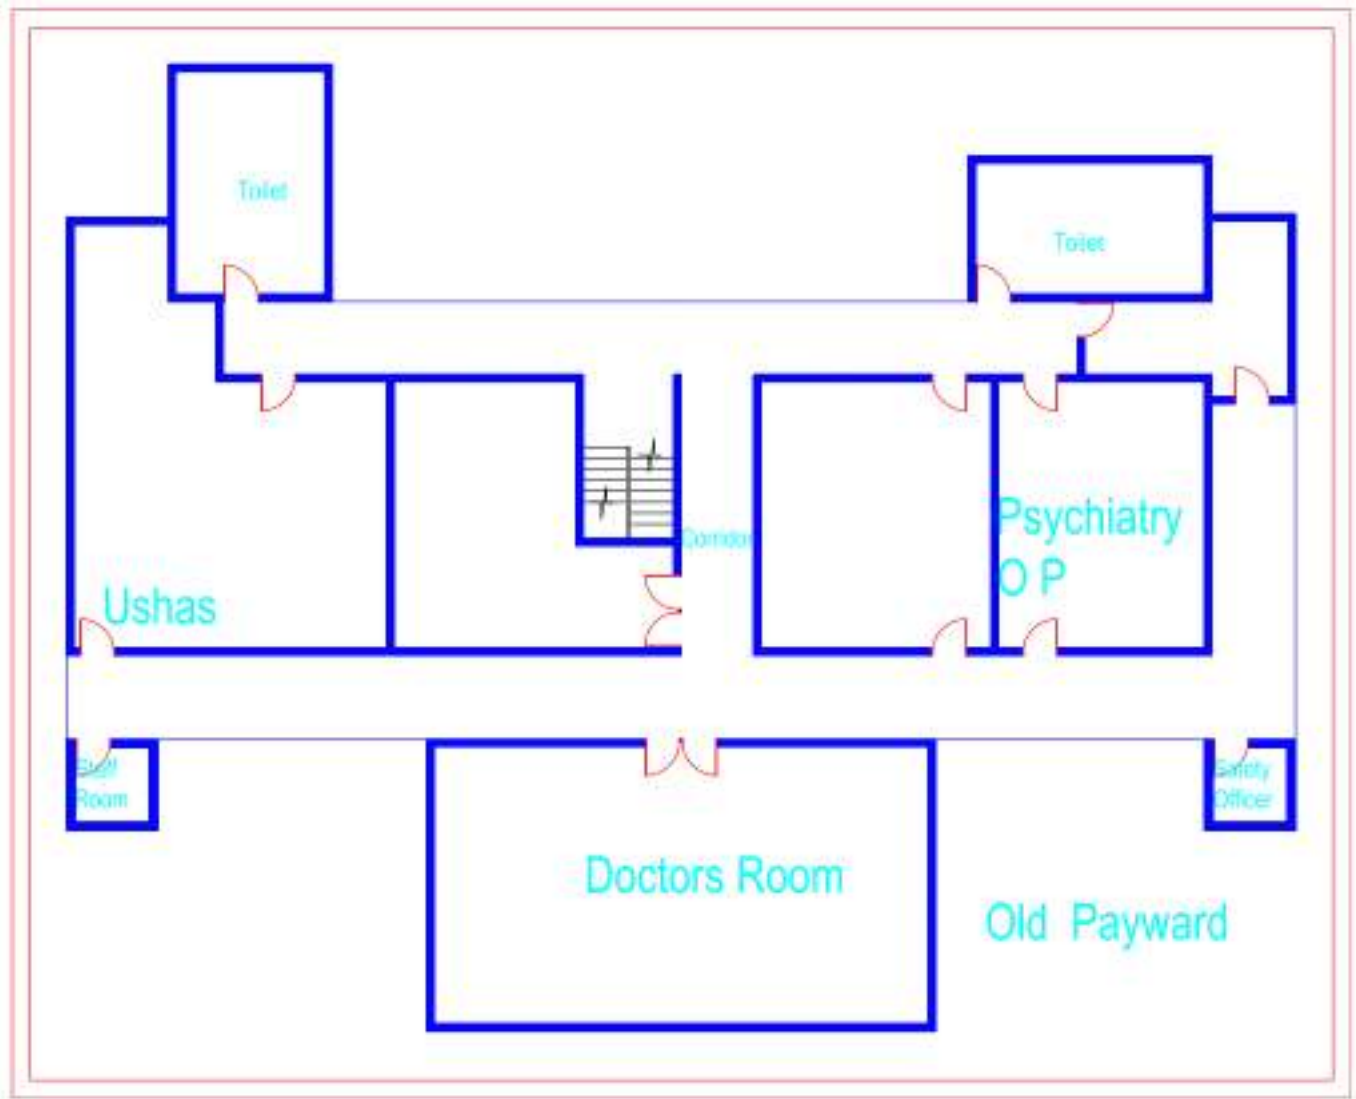 Toilet
Toilet
Psychiatry
O P
Corridor
Ushas
Staff
Room
Safety
Officer
Doctors Room
Old Payward